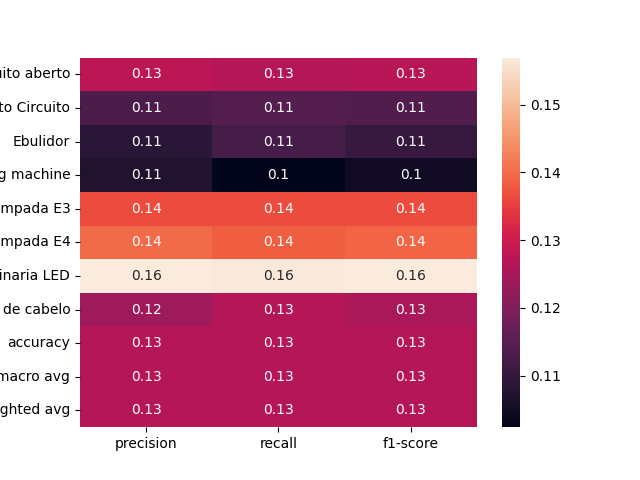 uito aberto 0.13 0.13 0.13
to Circuito 0.11 0.11 0.11
Ebulidor 0.11 0.11 0.11
g machine 0.11 0.1 0.1
mpada E3 0.14 0.14 0.14
mpada E4 0.14 0.14 0.14
inaria LED 0.16 0.16 0.16
de cabelo 0.12 0.13 0.13
accuracy 0.13 0.13 0.13
macro avg 0.13 0.13 0.13
ghted avg 0.13 0.13 0.13
precision recall f1-score
0.15
0.14
0.13
0.12
0.11